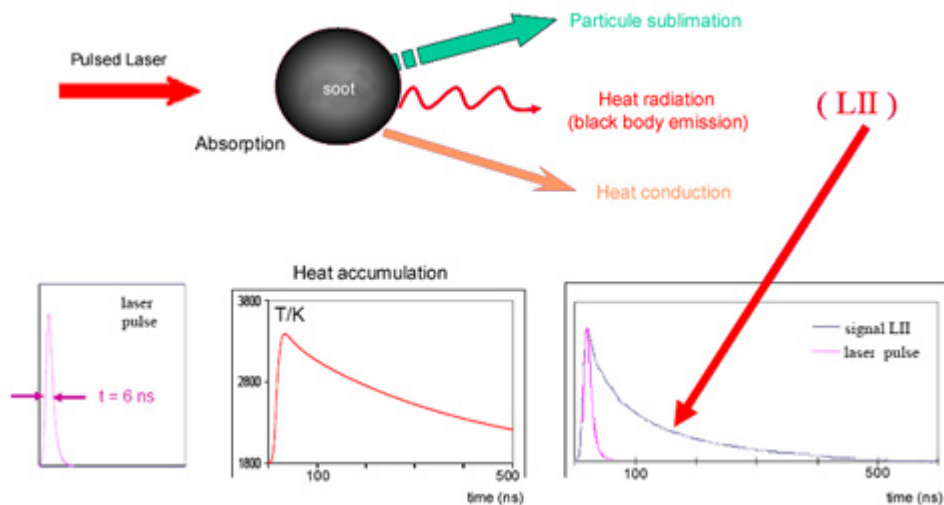 Particule sublimation
Pulsed Laser
soot
Heat radiation
(black body emission)
( LII )
Absorption
Heat conduction
Heat accumulation
laser
pulse
t = 6 ns
3800
T/K
2800
1800
100
500
time (ns)
signal LII
laser pulse
100
500
time (ns)